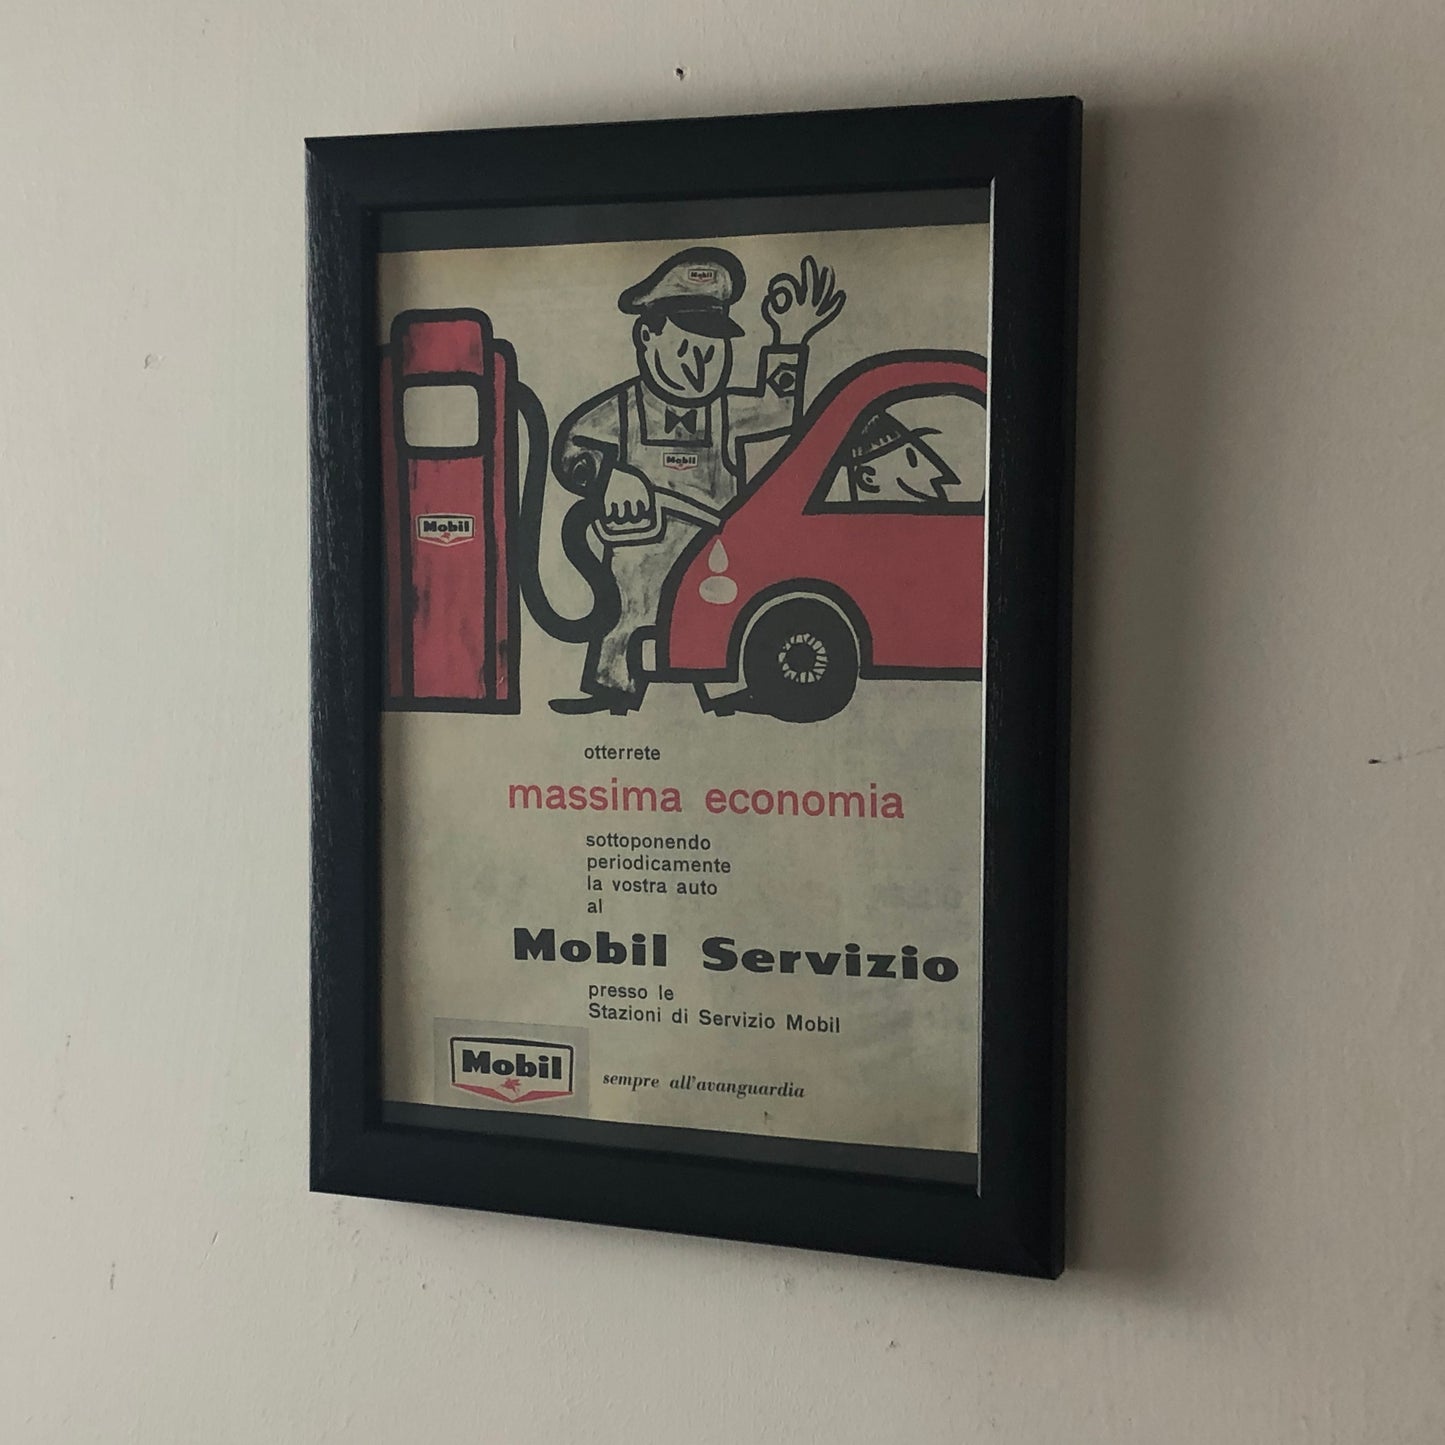 Mobil
Mobil
Mobil
otterrete
massima economia
sottoponendo
periodicamente
la vostra auto
al
Mobil Servizio
presso le
Stazioni di Servizio Mobil
Mobil
sempre all'avanguardia